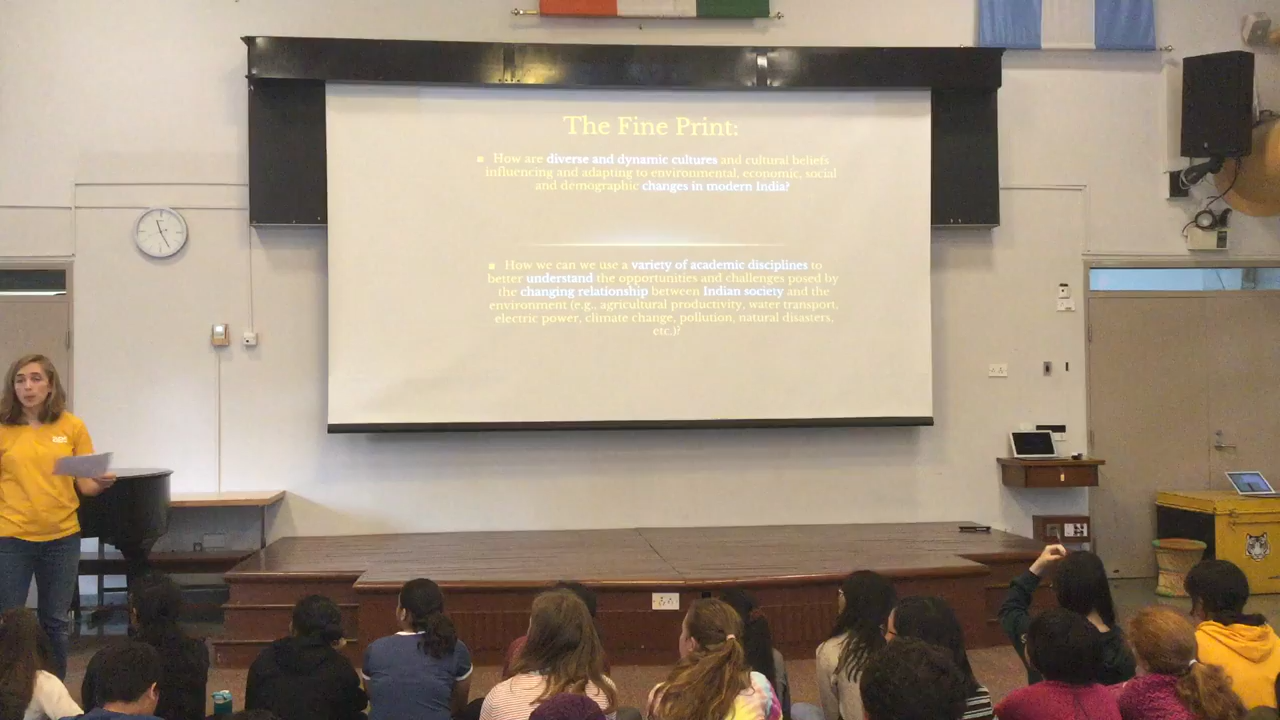 The Fine Print:
How are diverse and dynamic cultures and cultural beliefs
influencing and adapting to environmental, economic, social
and demographic changes in modern India?
How we can we use a variety of academic disciplines to
better understand the opportunities and challenges posed by
the changing relationship between Indian society and the
environment (e.g., agricultural productivity, water transport,
electric power, climate change, pollution, natural disasters,
etc.)?